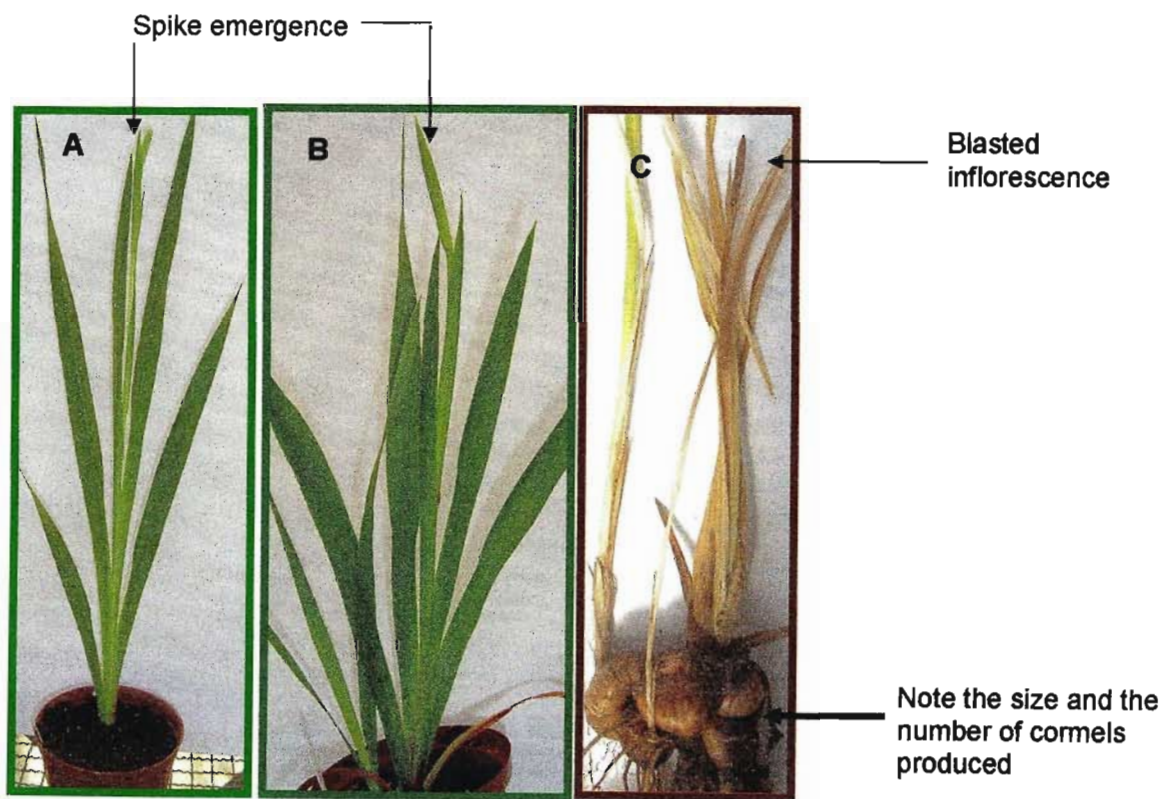 Spike emergence
A
B
C
Blasted
inflorescence
Note the size and the
number of cormels
produced